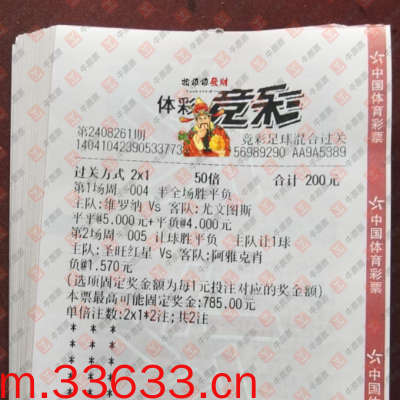 祝您发财
体彩 竞彩
第2408261期 竞彩足球混合过关
14041042390533773 56989290 AA9A5389
过关方式 2x1 50倍 合计 200元
第1场周一004 半全场胜平负
主队:维罗纳 Vs 客队:尤文图斯
平平@5.000元+平负@4.000元
第2场周一005 让球胜平负 主队让1球
主队:圣旺红星 Vs 客队:阿雅克肖
负@1.570元
(选项固定奖金额为每1元投注对应的奖金额)
本票最高可能固定奖金:785.00元
单倍注数:2x1*2注;共2注
* * *
* * *
* * *
* * *
m.33633.cn
中国体育彩票
中国体育彩票
中国体育彩票